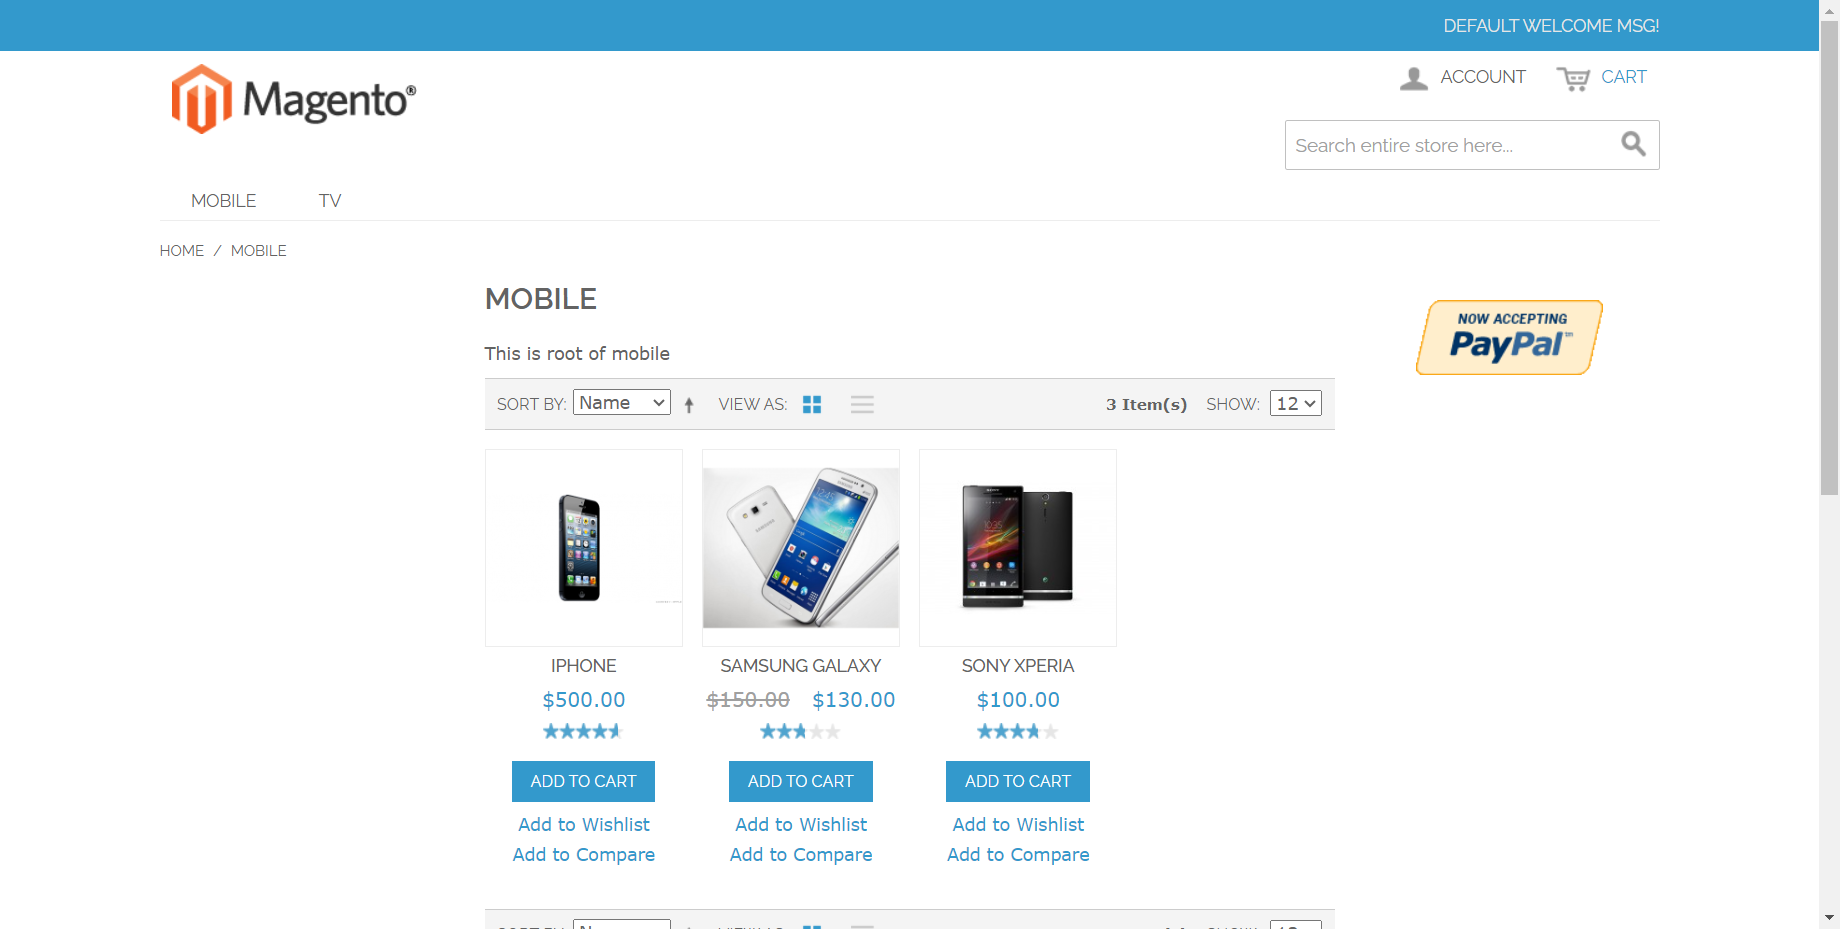 DEFAULT WELCOME MSG!
Magento®
ACCOUNT CART
Search entire store here...
MOBILE TV
HOME / MOBILE
MOBILE
NOW ACCEPTING
PayPal™
This is root of mobile
SORT BY: Name VIEW AS: 3 Item(s) SHOW: 12
IPHONE SAMSUNG GALAXY SONY XPERIA
$500.00 $150.00 $130.00 $100.00
ADD TO CART ADD TO CART ADD TO CART
Add to Wishlist Add to Wishlist Add to Wishlist
Add to Compare Add to Compare Add to Compare